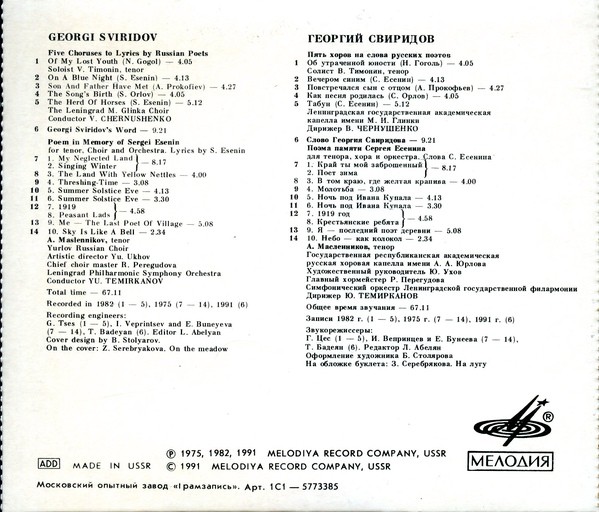 GEORGI SVIRIDOV
Five Choruses to Lyrics by Russian Poets
1 Of My Lost Youth (N. Gogol) — 4.05
Soloist V. Timonin, tenor
2 On A Blue Night (S. Esenin) — 4.13
3 Son And Father Have Met (A. Prokofiev) — 4.27
4 The Song's Birth (S. Orlov) — 4.05
5 The Herd Of Horses (S. Esenin) — 5.12
The Leningrad M. Glinka Choir
Conductor V. CHERNUSHENKO
6 Georgi Sviridov's Word — 9.21
Poem in Memory of Sergei Esenin
for tenor. Choir and Orchestra. Lyrics by S. Esenin
7 1. My Neglected Land
2. Singing Winter } — 8.17
8 3. The Land With Yellow Nettles — 4.00
9 4. Threshing-Time — 3.08
10 5. Summer Solstice Eve — 4.13
11 6. Summer Solstice Eve — 3.30
12 7. 1919
8. Peasant Lads } — 4.58
13 9. Me — The Last Poet Of Village — 5.08
14 10. Sky Is Like A Bell — 2.34
A. Maslennikov, tenor
Yurlov Russian Choir
Artistic director Yu. Ukhov
Chief choir master R. Peregudova
Leningrad Philharmonic Symphony Orchestra
Conductor YU. TEMIRKANOV
Total time — 67.11
Recorded in 1982 (1 — 5), 1975 (7 — 14), 1991 (6)
Recording engineers:
G. Tses (1 — 5), I. Veprintsev and E. Buneyeva
(7 — 14), T. Badeyan (6). Editor L. Abelyan
Cover design by B. Stolyarov.
On the cover: Z. Serebryakova. On the meadow
ГЕОРГИЙ СВИРИДОВ
Пять хоров на слова русских поэтов
1 Об утраченной юности (Н. Гоголь) — 4.05
Солист В. Тимонин, тенор
2 Вечером синим (С. Есенин) — 4.13
3 Повстречался сын с отцом (А. Прокофьев) — 4.27
4 Как песня родилась (С. Орлов) — 4.05
5 Табун (С. Есенин) — 5.12
Ленинградская государственная академическая
капелла имени М. И. Глинки
Дирижер В. ЧЕРНУШЕНКО
6 Слово Георгия Свиридова — 9.21
Поэма памяти Сергея Есенина
для тенора, хора и оркестра. Слова С. Есенина
7 1. Край ты мой заброшенный
2. Поет зима } — 8.17
8 3. В том краю, где желтая крапива — 4.00
9 4. Молотьба — 3.08
10 5. Ночь под Ивана Купала — 4.13
11 6. Ночь под Ивана Купала — 3.30
12 7. 1919 год
8. Крестьянские ребята } — 4.58
13 9. Я — последний поэт деревни — 5.08
14 10. Небо — как колокол — 2.34
А. Масленников, тенор
Государственная республиканская академическая
русская хоровая капелла имени А. А. Юрлова
Художественный руководитель Ю. Ухов
Главный хормейстер Р. Перегудова
Симфонический оркестр Ленинградской государственной филармонии
Дирижер Ю. ТЕМИРКАНОВ
Общее время звучания — 67.11
Записи 1982 г. (1 — 5), 1975 г. (7 — 14), 1991 г. (6)
Звукорежиссеры:
Г. Цес (1 — 5), И. Вепринцев и Е. Бунеева (7 — 14),
Т. Бадеян (6). Редактор Л. Абелян
Оформление художника Б. Столярова
На обложке буклета: З. Серебрякова. На лугу
®
МЕЛОДИЯ
℗ 1975, 1982, 1991 MELODIYA RECORD COMPANY, USSR
ADD MADE IN USSR © 1991 MELODIYA RECORD COMPANY, USSR
Московский опытный завод «Грамзапись». Арт. 1С1 — 5773385